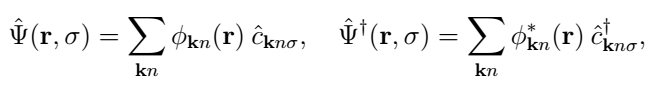 Ψ̂(r, σ) = ∑_{kn} ϕ_{kn}(r) ĉ_{knσ},   Ψ̂†(r, σ) = ∑_{kn} ϕ*_{kn}(r) ĉ†_{knσ},